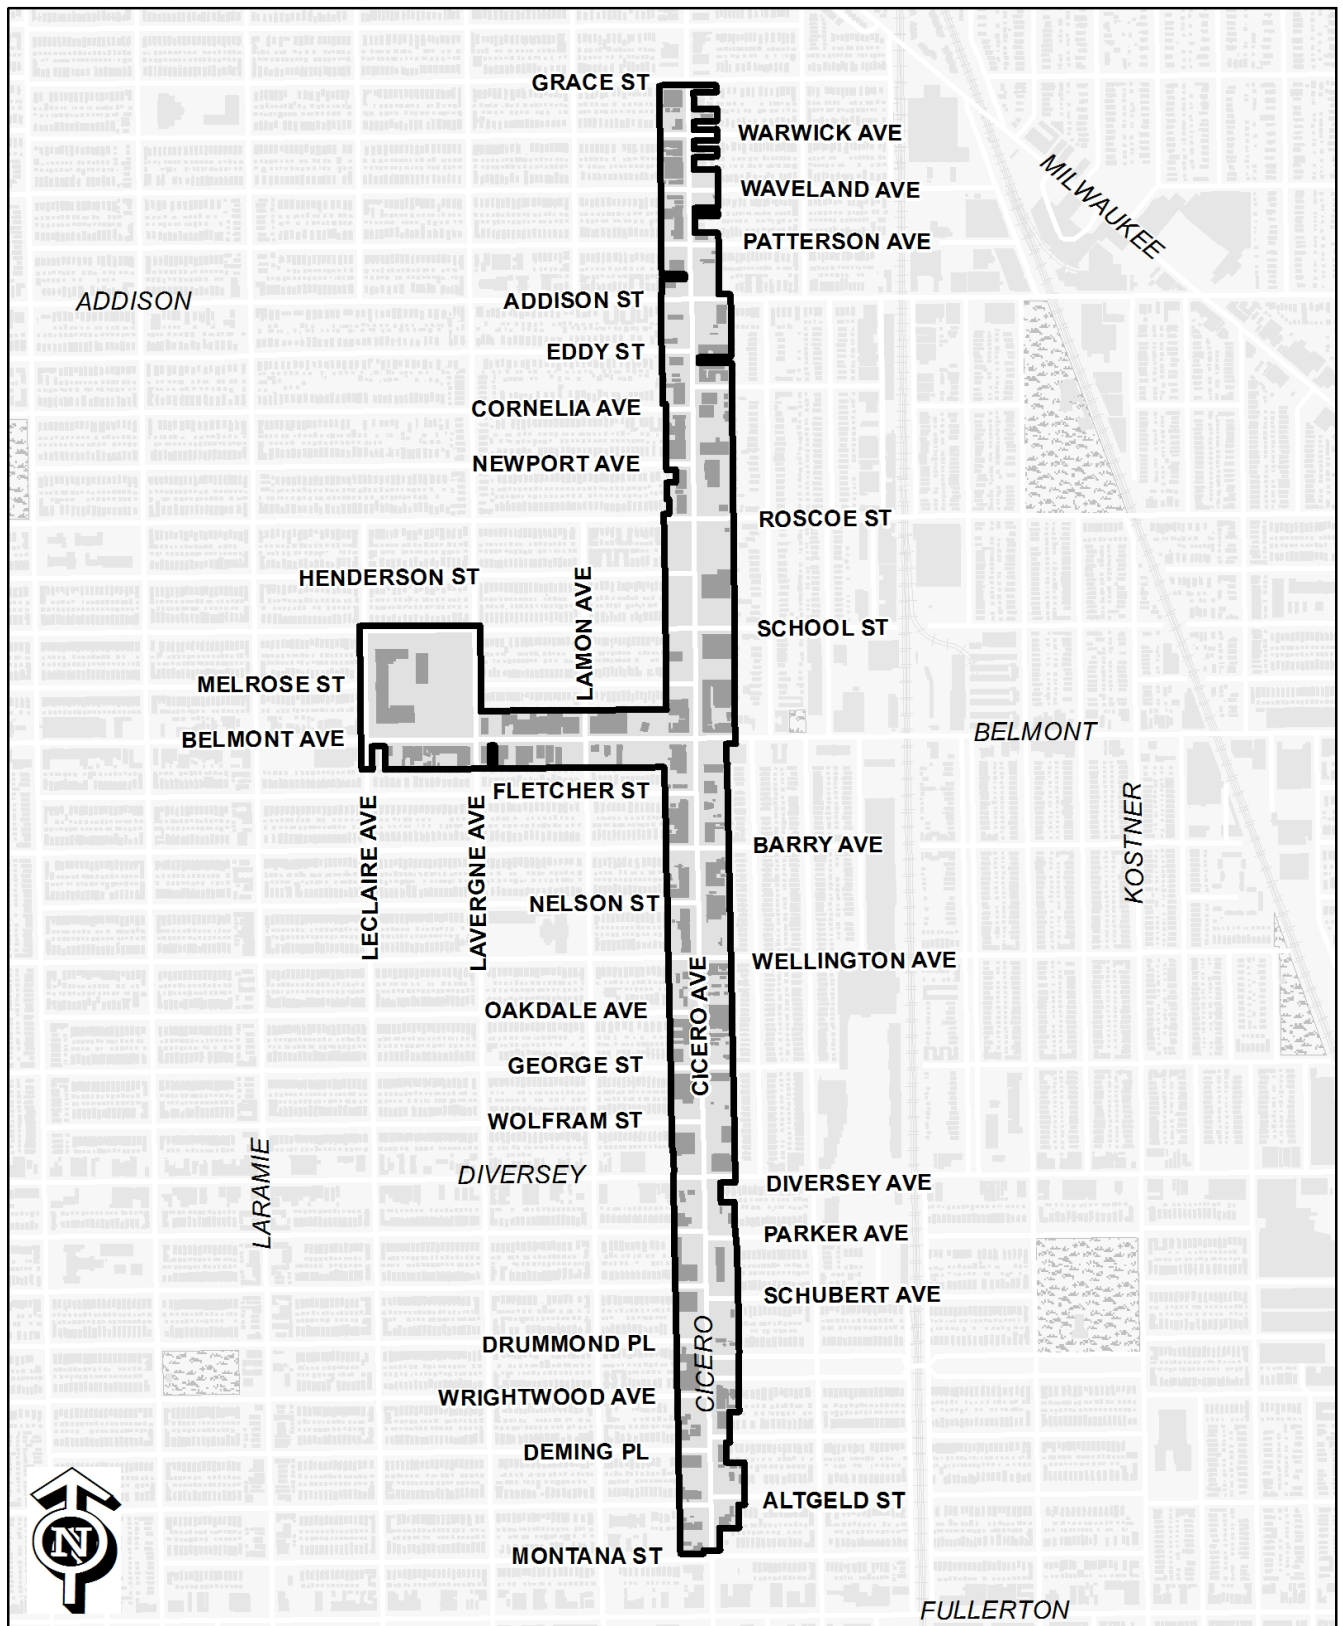 GRACE ST
WARWICK AVE
MILWAUKEE
WAVELAND AVE
PATTERSON AVE
ADDISON
ADDISON ST
EDDY ST
CORNELIA AVE
NEWPORT AVE
ROSCOE ST
HENDERSON ST
LAMON AVE
SCHOOL ST
MELROSE ST
BELMONT AVE
BELMONT
FLETCHER ST
LECLAIRE AVE
LAVERGNE AVE
KOSTNER
BARRY AVE
NELSON ST
WELLINGTON AVE
CICERO AVE
OAKDALE AVE
GEORGE ST
WOLFRAM ST
LARAMIE
DIVERSEY
DIVERSEY AVE
PARKER AVE
SCHUBERT AVE
CICERO
DRUMMOND PL
WRIGHTWOOD AVE
DEMING PL
ALTGELD ST
N
MONTANA ST
FULLERTON